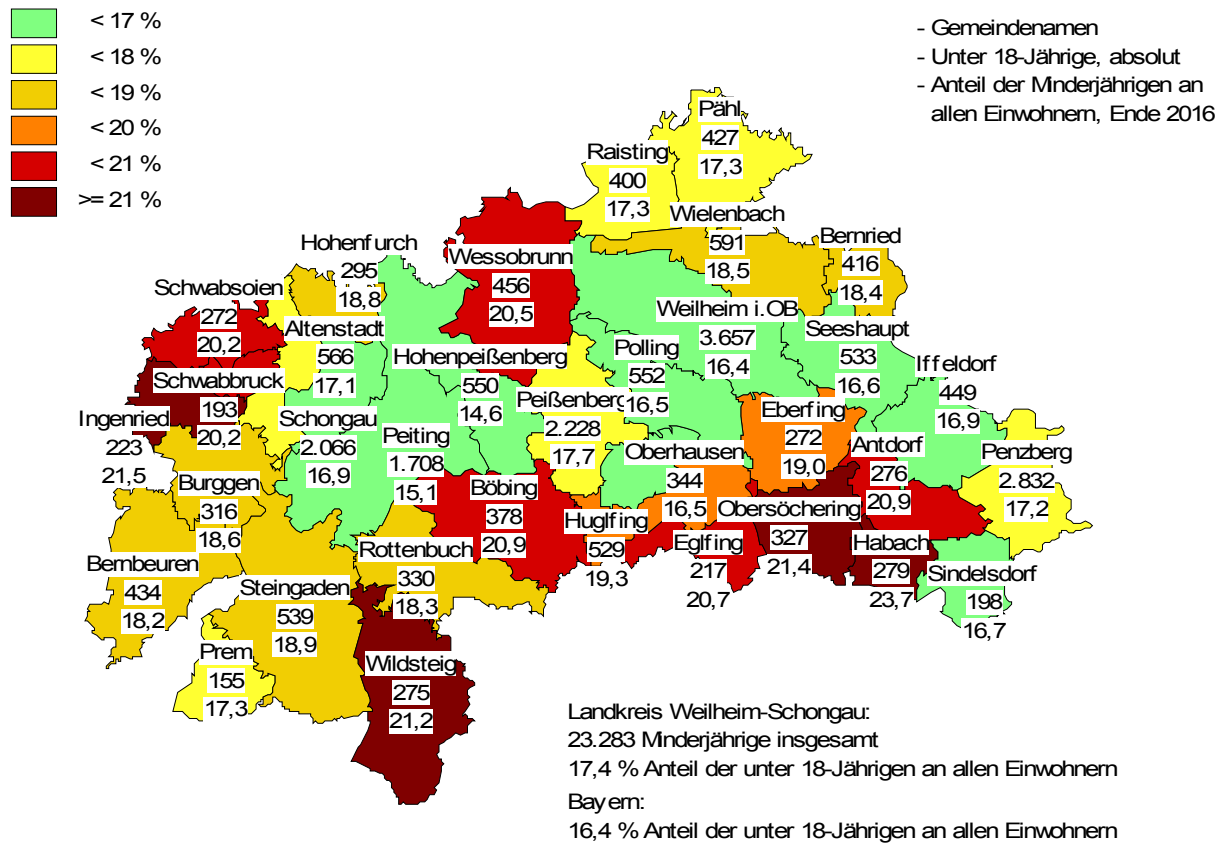 < 17 %
< 18 %
< 19 %
< 20 %
< 21 %
>= 21 %
- Gemeindenamen
- Unter 18-Jährige, absolut
- Anteil der Minderjährigen an
allen Einwohnern, Ende 2016
Pähl
427
17,3
Raisting
400
17,3
Wielenbach
591
18,5
Bernried
416
18,4
Hohenfurch
295
18,8
Wessobrunn
456
20,5
Schwabsoien
272
20,2
Altenstadt
566
17,1
Weilheim i.OB
3.657
16,4
Seeshaupt
533
16,6
Hohenpeißenberg
550
14,6
Polling
552
16,5
Iffeldorf
449
16,9
Schwabbruck
193
20,2
Ingenried
223
21,5
Schongau
2.066
16,9
Peiting
1.708
15,1
Peißenberg
2.228
17,7
Eberfing
272
19,0
Antdorf
276
20,9
Penzberg
2.832
17,2
Oberhausen
344
16,5
Burggen
316
18,6
Böbing
378
20,9
Huglfing
529
19,3
Obersöchering
327
21,4
Eglfing
217
20,7
Habach
279
23,7
Sindelsdorf
198
16,7
Bernbeuren
434
18,2
Steingaden
539
18,9
Rottenbuch
330
18,3
Prem
155
17,3
Wildsteig
275
21,2
Landkreis Weilheim-Schongau:
23.283 Minderjährige insgesamt
17,4 % Anteil der unter 18-Jährigen an allen Einwohnern
Bayern:
16,4 % Anteil der unter 18-Jährigen an allen Einwohnern